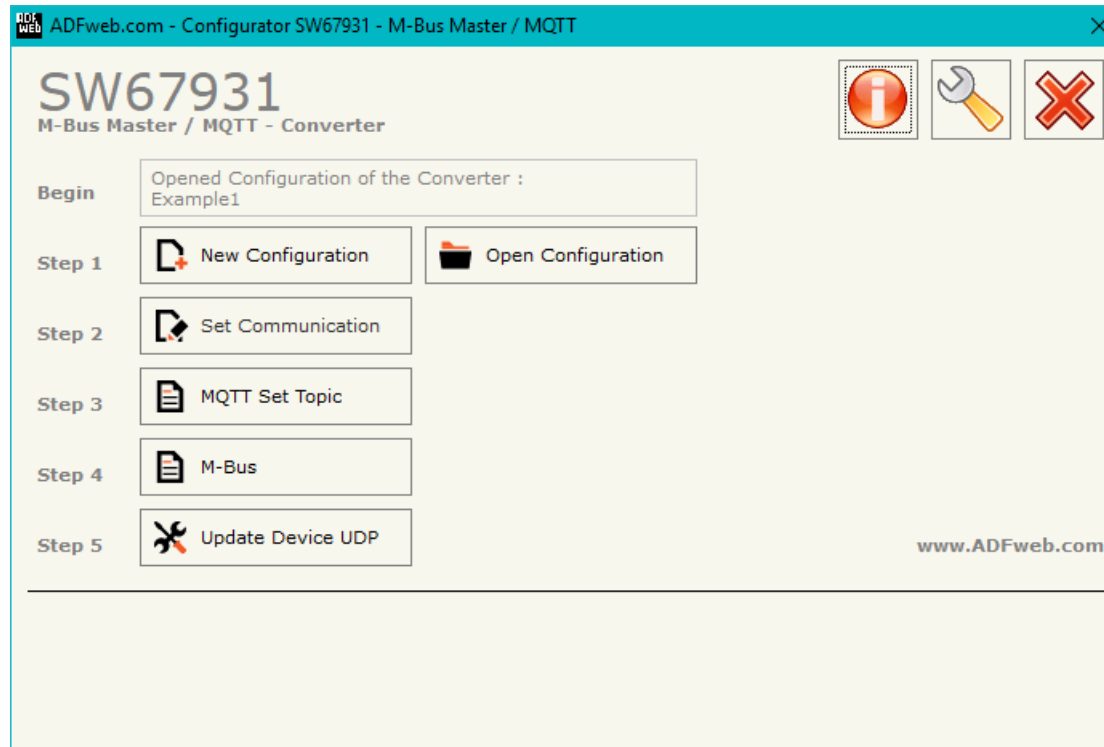 ADF
web
ADFweb.com - Configurator SW67931 - M-Bus Master / MQTT
SW67931
M-Bus Master / MQTT - Converter
Begin
Opened Configuration of the Converter :
Example1
Step 1
New Configuration
Open Configuration
Step 2
Set Communication
Step 3
MQTT Set Topic
Step 4
M-Bus
Step 5
Update Device UDP
www.ADFweb.com